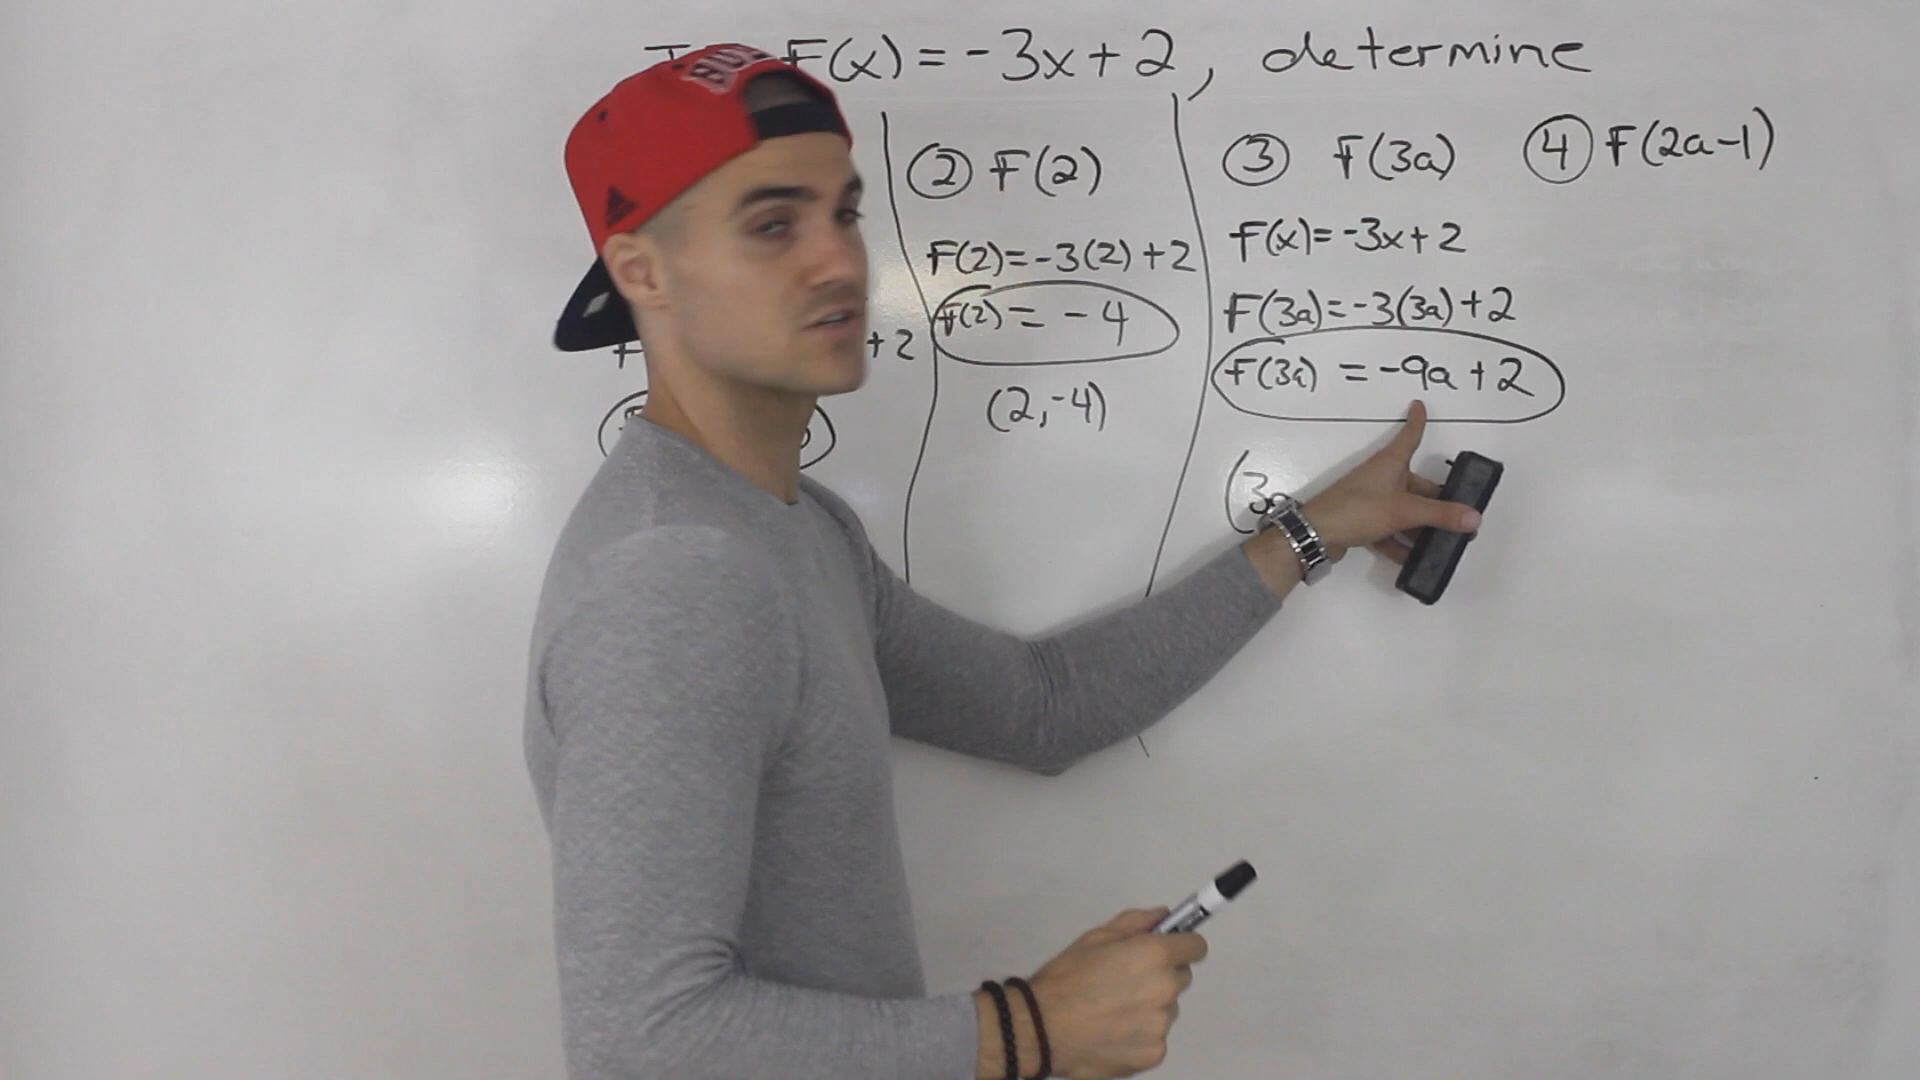 F(x) = -3x + 2, determine
② F(2)
F(2) = -3(2) + 2
F(2) = -4
(2, -4)
+ 2
③ F(3a)
F(x) = -3x + 2
F(3a) = -3(3a) + 2
F(3a) = -9a + 2
(3a
④ F(2a-1)